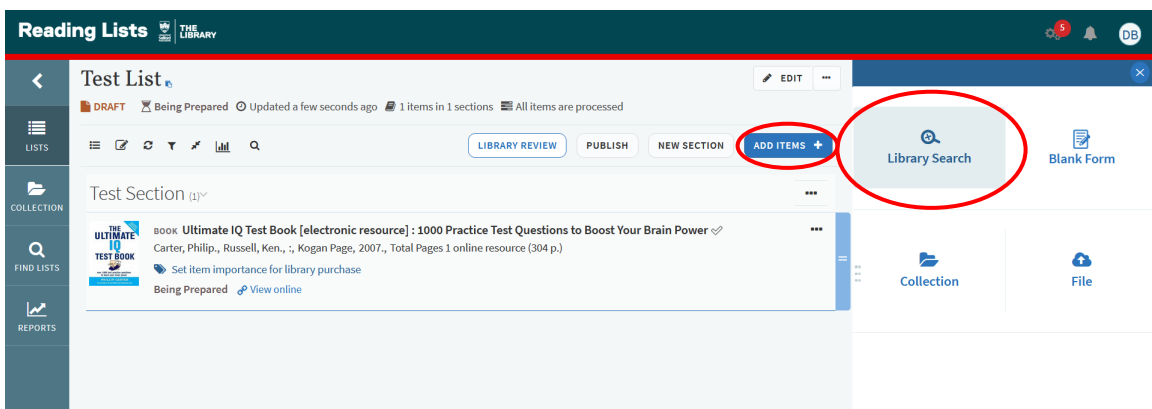 Reading Lists THE LIBRARY
5 DB
Test List
EDIT
DRAFT Being Prepared Updated a few seconds ago 1 items in 1 sections All items are processed
LISTS
LIBRARY REVIEW PUBLISH NEW SECTION ADD ITEMS +
Library Search
Blank Form
COLLECTION
Test Section (1)
THE ULTIMATE IQ TEST BOOK
BOOK Ultimate IQ Test Book [electronic resource] : 1000 Practice Test Questions to Boost Your Brain Power
Carter, Philip., Russell, Ken., :, Kogan Page, 2007., Total Pages 1 online resource (304 p.)
Set item importance for library purchase
Being Prepared View online
FIND LISTS
Collection
File
REPORTS